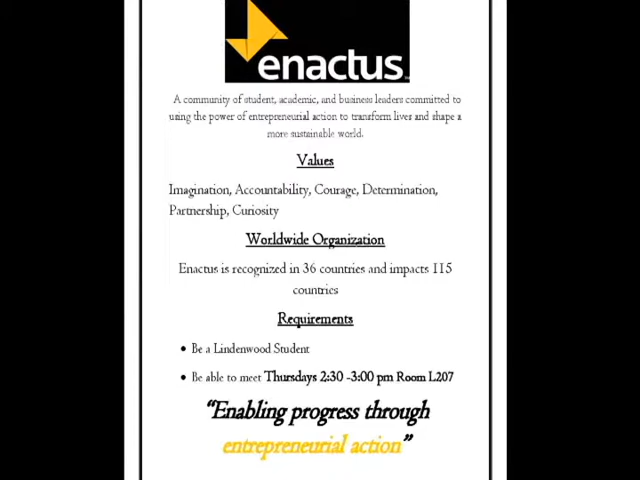 enactus
A community of student, academic, and business leaders committed to
using the power of entrepreneurial action to transform lives and shape a
more sustainable world.
Values
Imagination, Accountability, Courage, Determination,
Partnership, Curiosity
Worldwide Organization
Enactus is recognized in 36 countries and impacts 115
countries
Requirements
• Be a Lindenwood Student
• Be able to meet Thursdays 2:30 -3:00 pm Room L207
“Enabling progress through
entrepreneurial action”